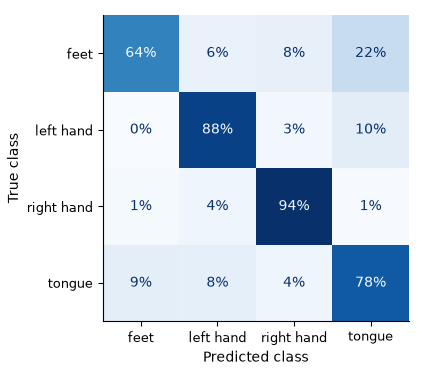 feet 64% 6% 8% 22%
left hand 0% 88% 3% 10%
right hand 1% 4% 94% 1%
tongue 9% 8% 4% 78%
feet left hand right hand tongue
Predicted class
True class